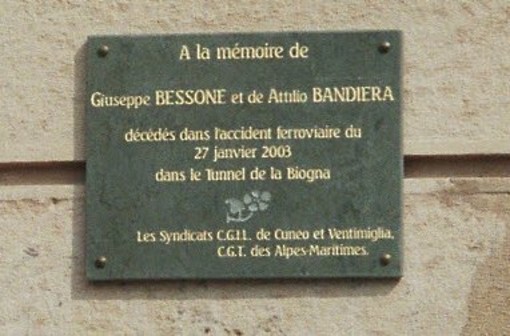 A la mémoire de
Giuseppe BESSONE et de Attilio BANDIERA
décédés dans l'accident ferroviaire du
27 janvier 2003
dans le Tunnel de la Biogna
Les Syndicats C.G.I.L. de Cuneo et Ventimiglia,
C.G.T. des Alpes-Maritimes.